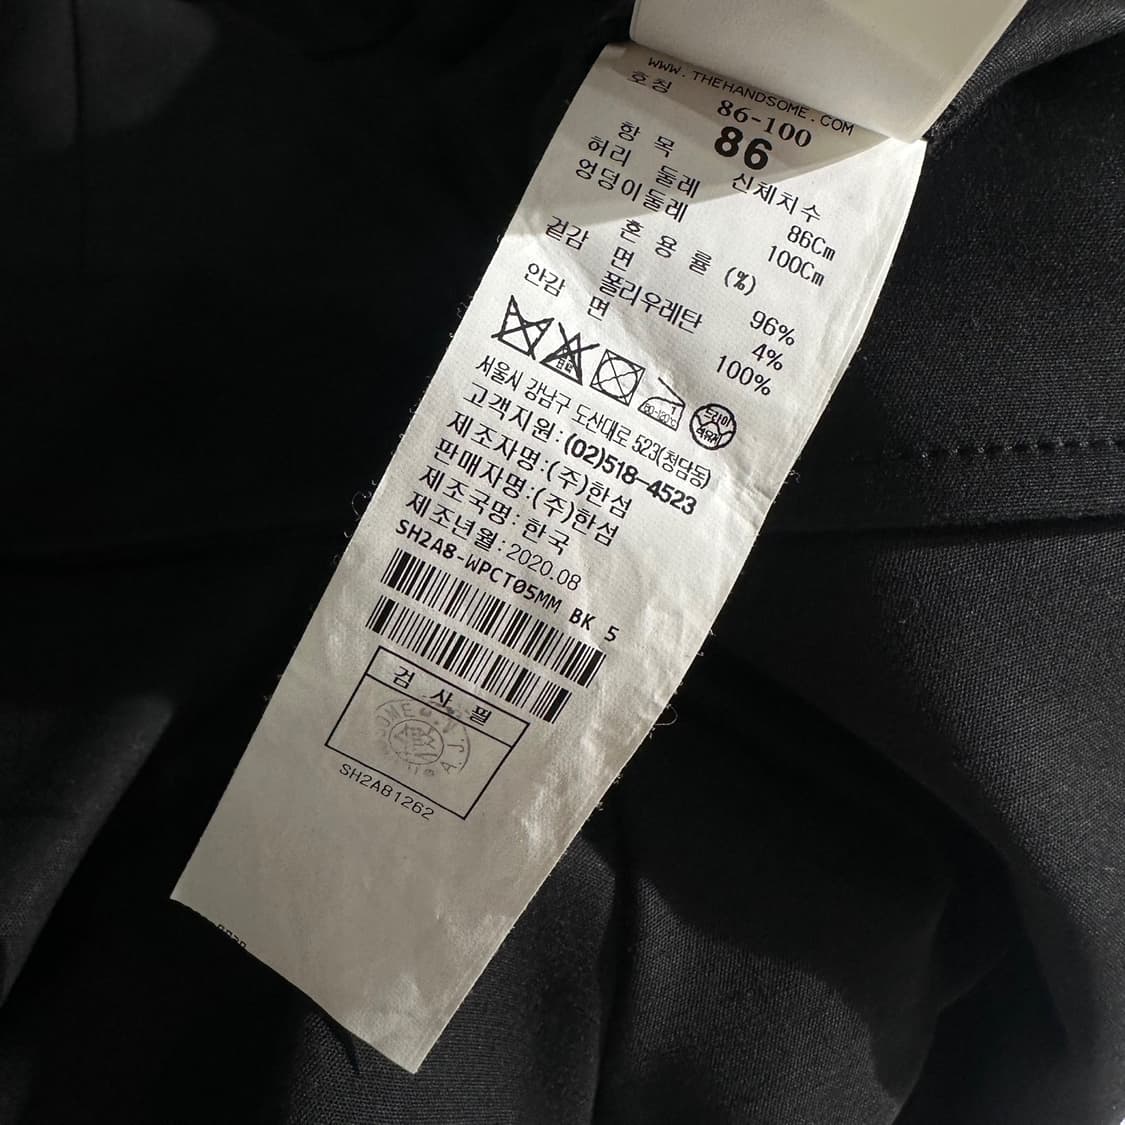 WWW.THEHANDSOME.COM
호칭 86-100
86
항 목 신체치수
허리 둘레 86Cm
엉덩이둘레 100Cm
혼 용 률 (%)
겉감 면 96%
폴리우레탄 4%
안감 면 100%
80~120℃
드라이
서울시 강남구 도산대로 523(청담동)
고객지원:(02)518-4523
제조자명:(주)한섬
판매자명:(주)한섬
제조국명: 한국
제조년월:2020.08
SH2A8-WPCT05MM BK 5
검 사 필
SH2A81262